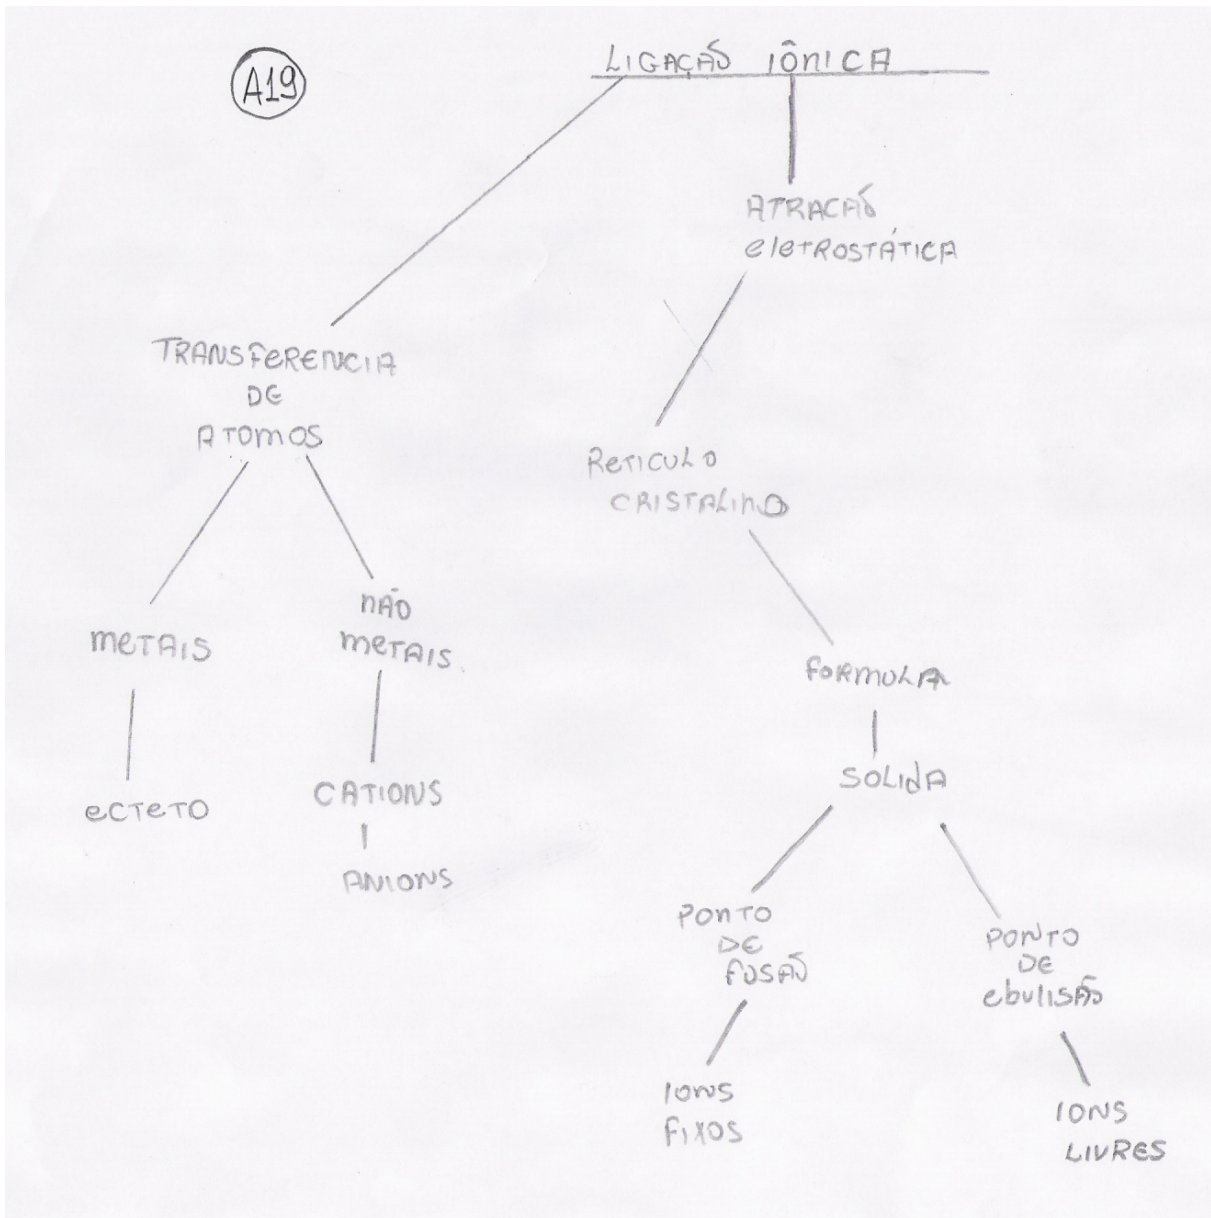 A19
LIGAÇÃO IÔNICA
ATRACÃO
eletROSTÁTICA
TRANSFERENCIA
DE
ATOMOS
RETICULO
CRISTALINO
METAIS
NÃO
METAIS
FORMULA
SOLIDA
ECTETO
CATIONS
ANIONS
PONTO
DE
FUSÃO
PONTO
DE
ebulISÃO
IONS
FIXOS
IONS
LIVRES